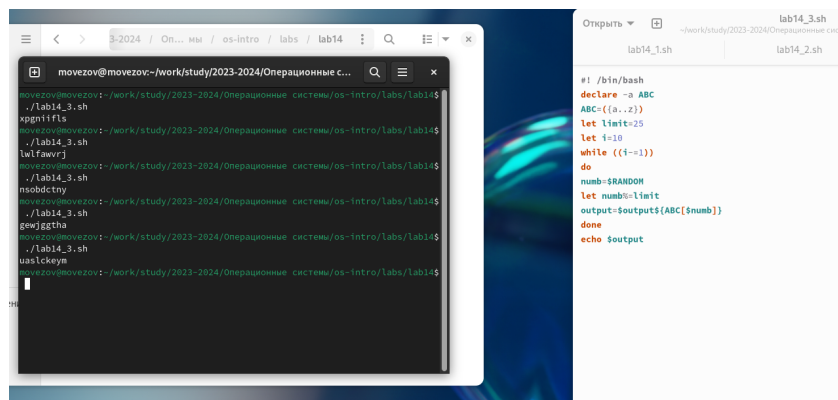 3-2024 / Оп... мы / os-intro / labs / lab14
movezov@movezov:~/work/study/2023-2024/Операционные с...
movezov@movezov:~/work/study/2023-2024/Операционные системы/os-intro/labs/lab14$
./lab14_3.sh
xpgniifls
movezov@movezov:~/work/study/2023-2024/Операционные системы/os-intro/labs/lab14$
./lab14_3.sh
lwlfawvrj
movezov@movezov:~/work/study/2023-2024/Операционные системы/os-intro/labs/lab14$
./lab14_3.sh
nsobdctny
movezov@movezov:~/work/study/2023-2024/Операционные системы/os-intro/labs/lab14$
./lab14_3.sh
gewjggtha
movezov@movezov:~/work/study/2023-2024/Операционные системы/os-intro/labs/lab14$
./lab14_3.sh
uaslckeym
movezov@movezov:~/work/study/2023-2024/Операционные системы/os-intro/labs/lab14$
Открыть
lab14_3.sh
~/work/study/2023-2024/Операционные сис
lab14_1.sh
lab14_2.sh
#! /bin/bash
declare -a ABC
ABC=({a..z})
let limit=25
let i=10
while ((i-=1))
do
numb=$RANDOM
let numb%=limit
output=$output${ABC[$numb]}
done
echo $output